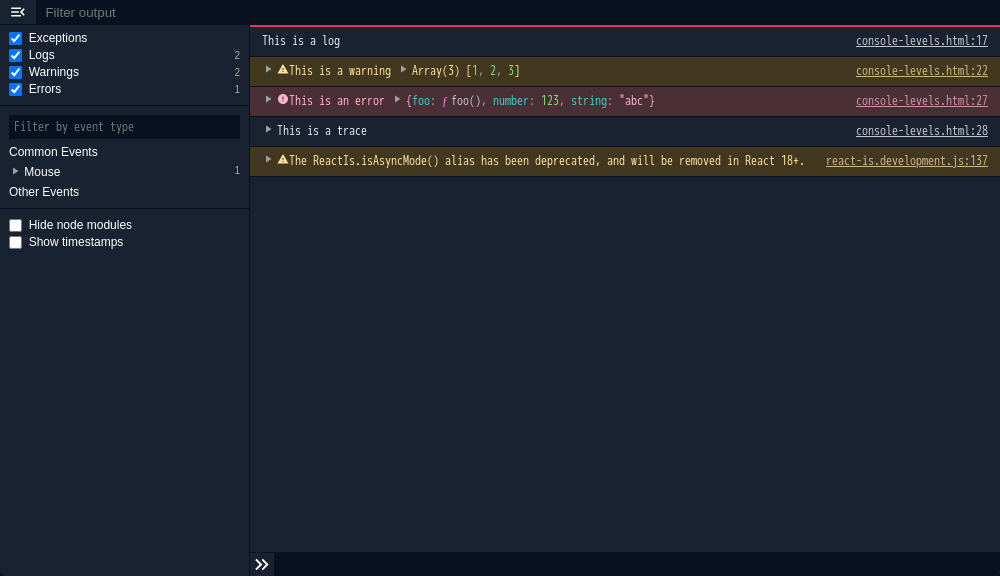 Filter output
Exceptions
Logs 2
Warnings 2
Errors 1
Filter by event type
Common Events
Mouse 1
Other Events
Hide node modules
Show timestamps
This is a log console-levels.html:17
This is a warning Array(3) [1, 2, 3] console-levels.html:22
This is an error {foo: ƒ foo(), number: 123, string: "abc"} console-levels.html:27
This is a trace console-levels.html:28
The ReactIs.isAsyncMode() alias has been deprecated, and will be removed in React 18+. react-is.development.js:137